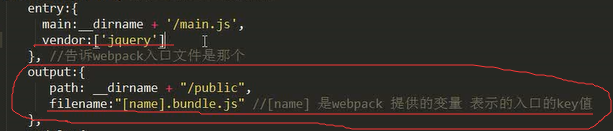 entry:{
main:__dirname + '/main.js',
vendor:['jquery']
}, //告诉webpack入口文件是那个
output:{
path: __dirname + "/public",
filename:"[name].bundle.js" //[name] 是webpack 提供的变量 表示的入口的key值
},